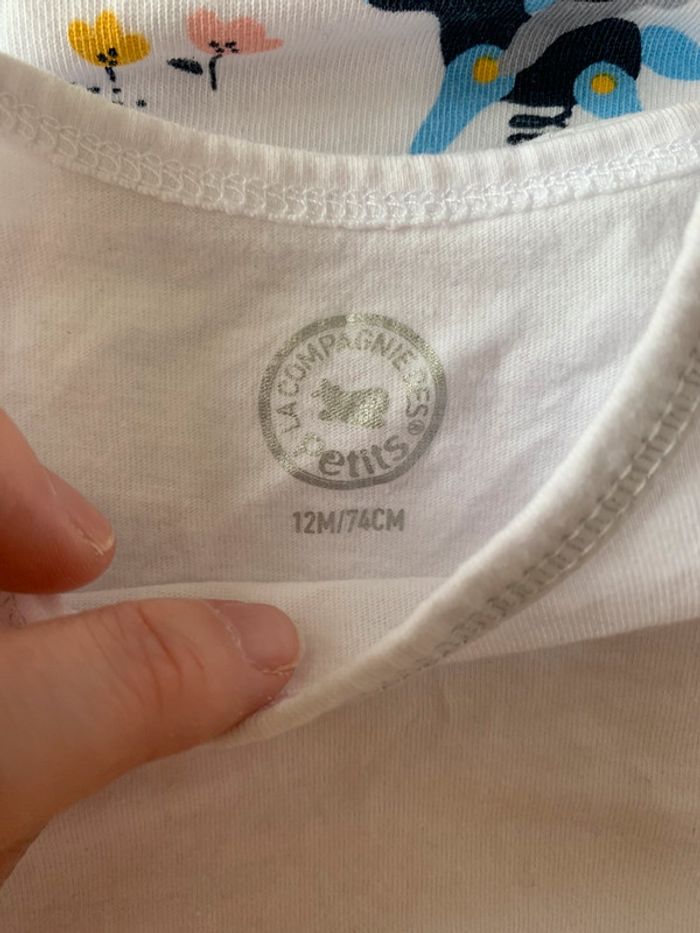 LA COMPAGNIE DES
Petits®
12M/74CM